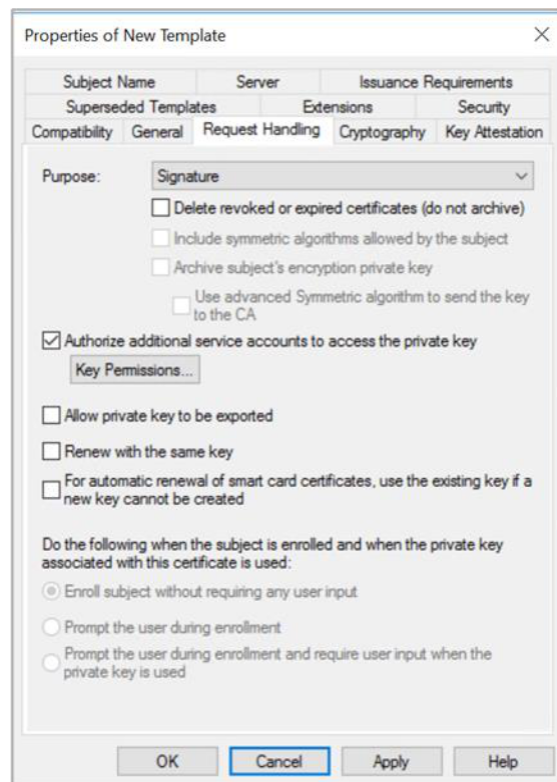 Properties of New Template
Subject Name Server Issuance Requirements
Superseded Templates Extensions Security
Compatibility General Request Handling Cryptography Key Attestation
Purpose: Signature
Delete revoked or expired certificates (do not archive)
Include symmetric algorithms allowed by the subject
Archive subject's encryption private key
Use advanced Symmetric algorithm to send the key
to the CA
Authorize additional service accounts to access the private key
Key Permissions...
Allow private key to be exported
Renew with the same key
For automatic renewal of smart card certificates, use the existing key if a
new key cannot be created
Do the following when the subject is enrolled and when the private key
associated with this certificate is used:
Enroll subject without requiring any user input
Prompt the user during enrollment
Prompt the user during enrollment and require user input when the
private key is used
OK Cancel Apply Help